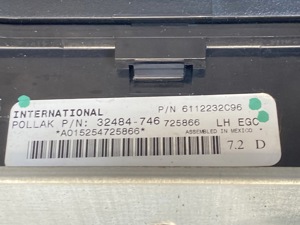 INTERNATIONAL P/N 6112232C96
POLLAK P/N: 32484-746 725866 LH EGC
*A015254725866* ASSEMBLED IN MEXICO
7.2 D